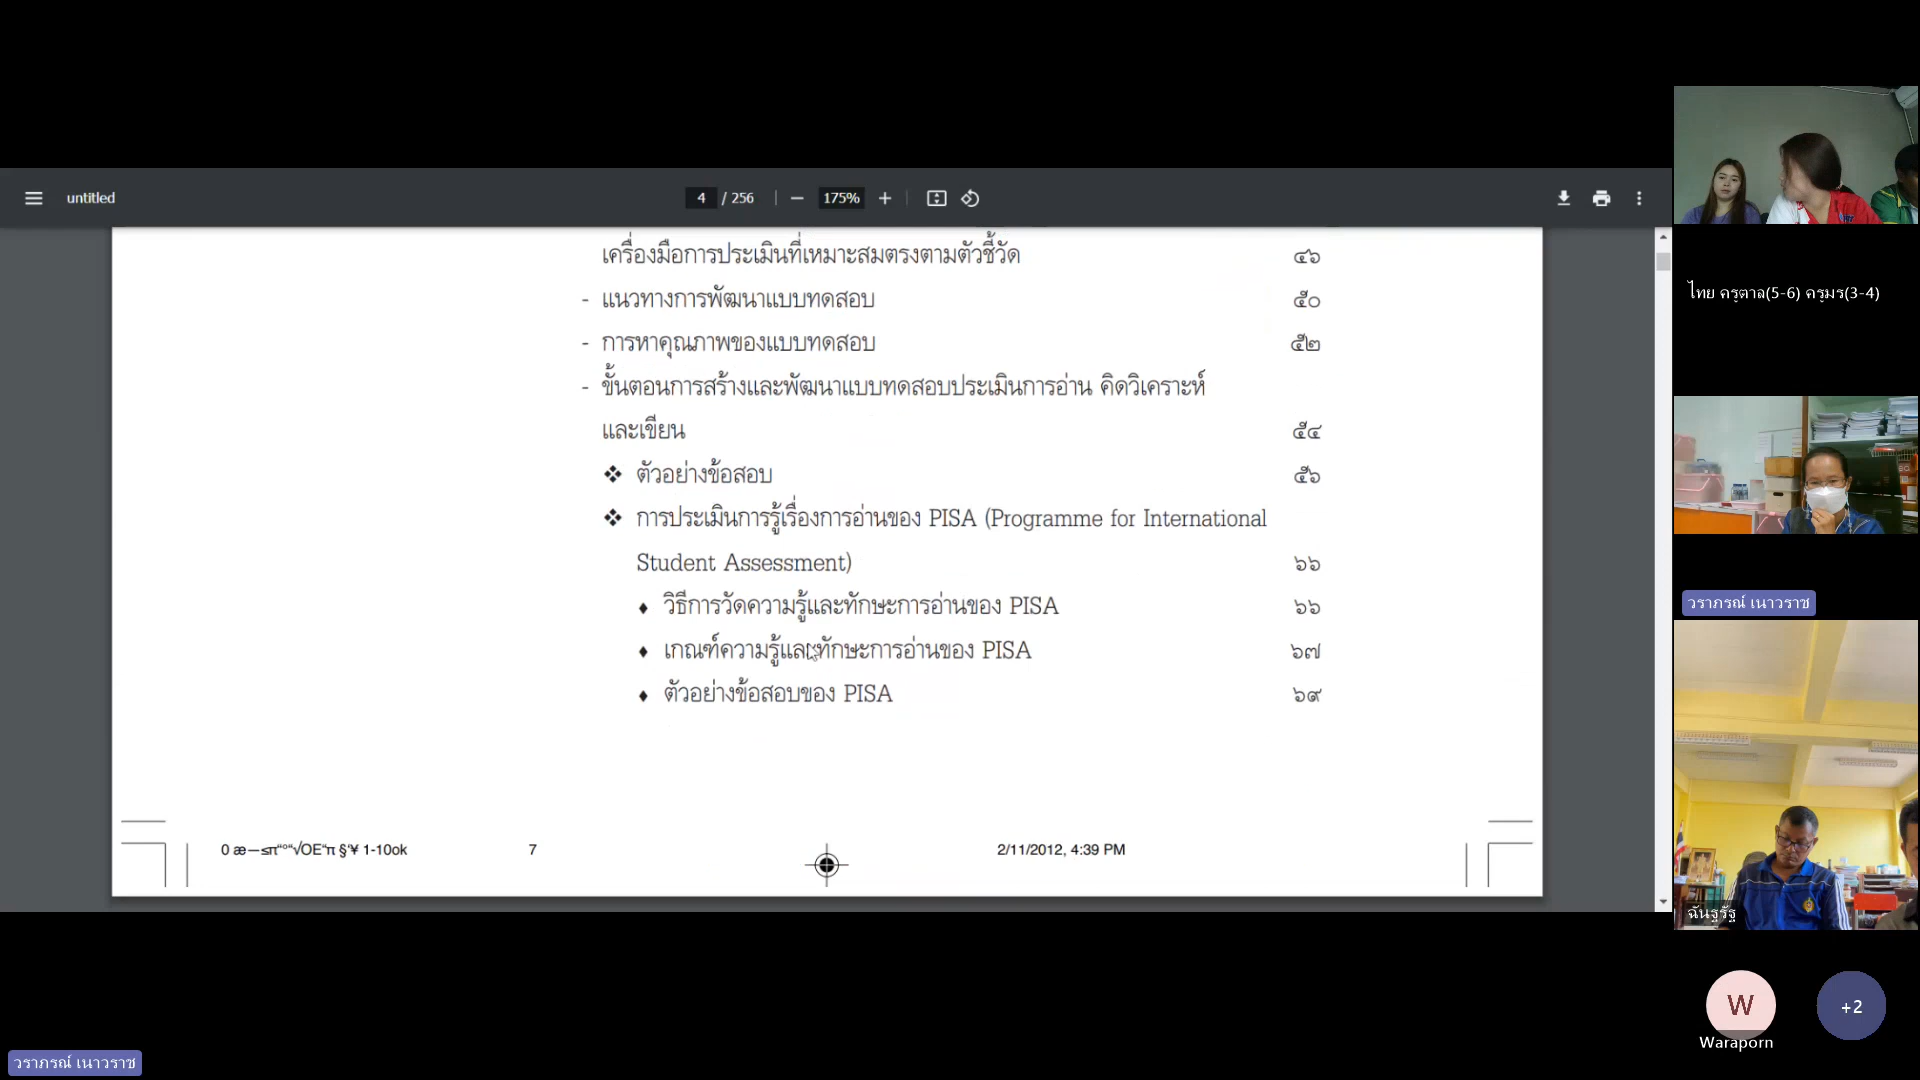 untitled
4 / 256
175%
เครื่องมือการประเมินที่เหมาะสมตรงตามตัวชี้วัด ๔๖
- แนวทางการพัฒนาแบบทดสอบ ๕๐
- การหาคุณภาพของแบบทดสอบ ๕๒
- ขั้นตอนการสร้างและพัฒนาแบบทดสอบประเมินการอ่าน คิดวิเคราะห์
และเขียน ๕๔
❖ ตัวอย่างข้อสอบ ๕๖
❖ การประเมินการรู้เรื่องการอ่านของ PISA (Programme for International
Student Assessment) ๖๖
♦ วิธีการวัดความรู้และทักษะการอ่านของ PISA ๖๖
♦ เกณฑ์ความรู้และทักษะการอ่านของ PISA ๖๗
♦ ตัวอย่างข้อสอบของ PISA ๖๙
0 æ—≤π“°“√OE“π §‘¥ 1-10ok 7 2/11/2012, 4:39 PM
ไทย ครูตาล(5-6) ครูมร(3-4)
วราภรณ์ เนาวราช
ฉันฐรัฐ
W
Waraporn
+2
วราภรณ์ เนาวราช